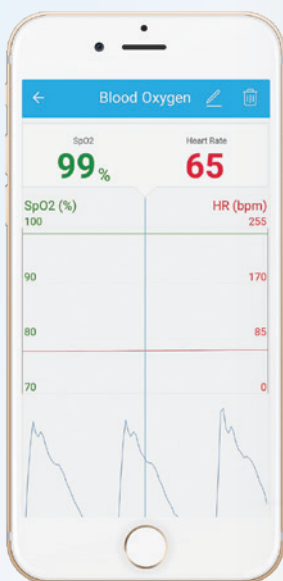 Blood Oxygen
SpO2 Heart Rate
99% 65
SpO2 (%) HR (bpm)
100 255
90 170
80 85
70 0